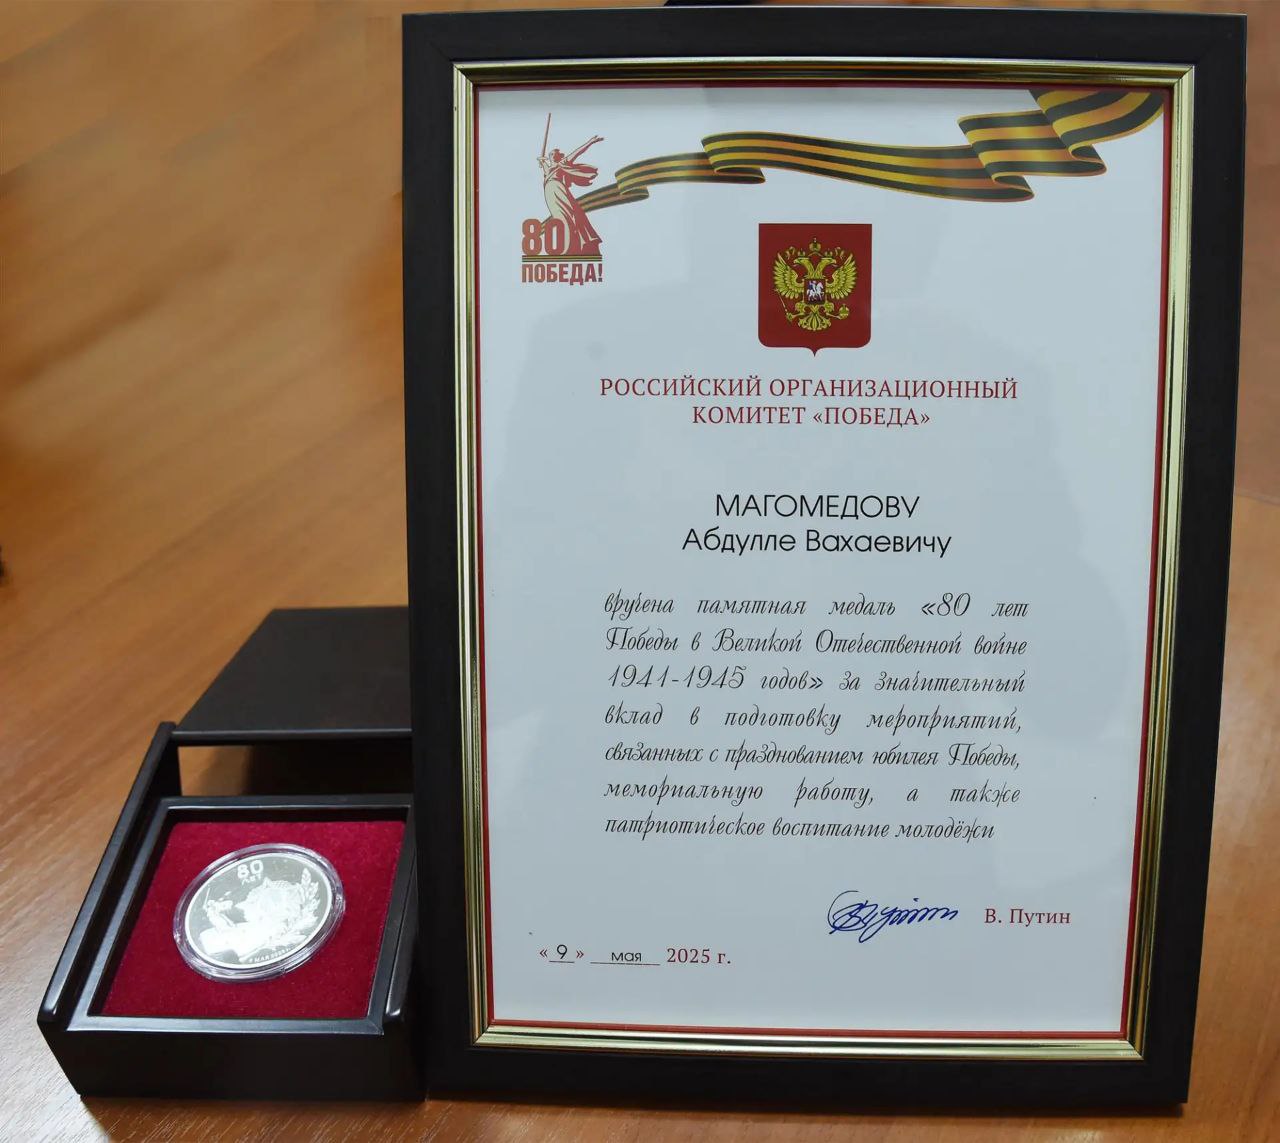 80
ПОБЕДА!
РОССИЙСКИЙ ОРГАНИЗАЦИОННЫЙ
КОМИТЕТ «ПОБЕДА»
МАГОМЕДОВУ
Абдулле Вахаевичу
вручена памятная медаль «80 лет
Победы в Великой Отечественной войне
1941-1945 годов» за значительный
вклад в подготовку мероприятий,
связанных с празднованием юбилея Победы,
мемориальную работу, а также
патриотическое воспитание молодёжи
В. Путин
«9» мая 2025 г.
80
ЛЕТ